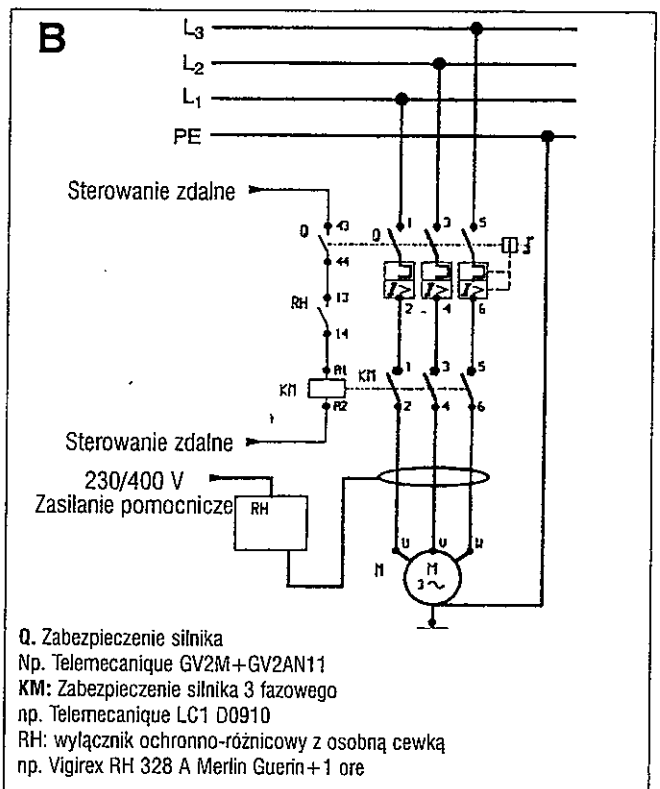 B
L3
L2
L1
PE
Sterowanie zdalne
43
1
3
5
Q
Q
44
I> I> I>
2
4
6
13
RH
14
A1
1
3
5
KM
KM
A2
2
4
6
Sterowanie zdalne
230/400 V
Zasilanie pomocnicze
RH
U
V
W
M
M
3~
Q. Zabezpieczenie silnika
Np. Telemecanique GV2M+GV2AN11
KM: Zabezpieczenie silnika 3 fazowego
np. Telemecanique LC1 D0910
RH: wyłącznik ochronno-różnicowy z osobną cewką
np. Vigirex RH 328 A Merlin Guerin+1 ore